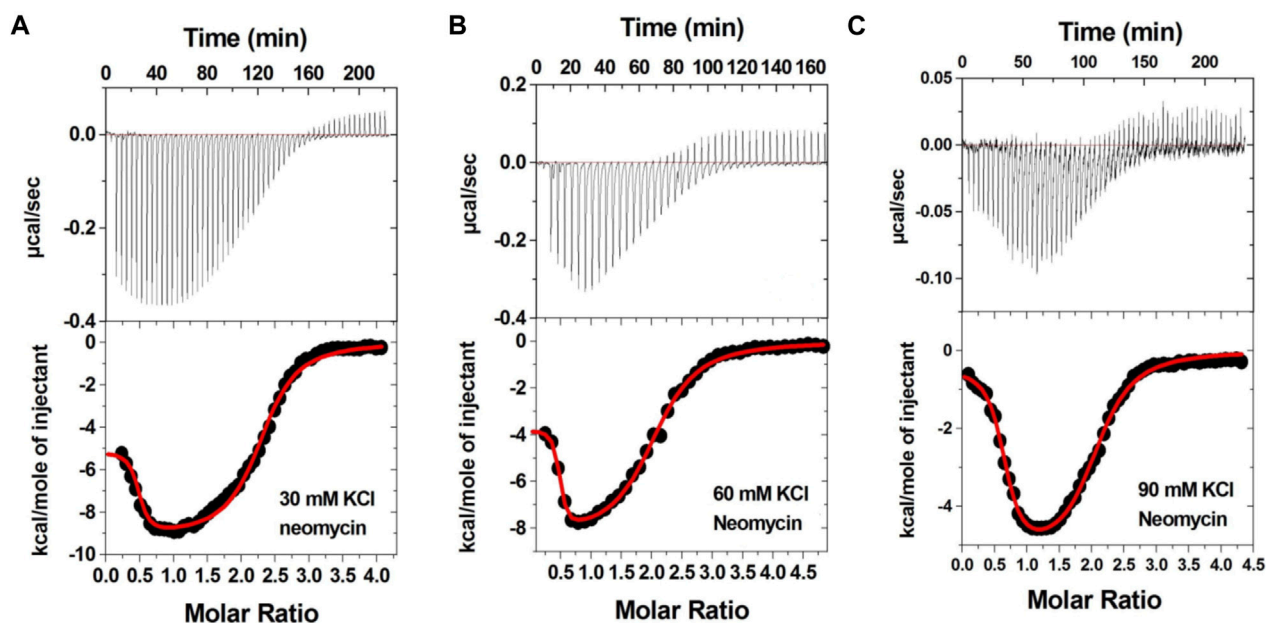 A
Time (min)
0 40 80 120 160 200
0.0
-0.2
-0.4
µcal/sec
0
-2
-4
-6
-8
-10
kcal/mole of injectant
30 mM KCl
neomycin
0.0 0.5 1.0 1.5 2.0 2.5 3.0 3.5 4.0
Molar Ratio
B
Time (min)
0 20 40 60 80 100 120 140 160
0.2
0.0
-0.2
-0.4
µcal/sec
0
-2
-4
-6
-8
kcal/mole of injectant
60 mM KCl
Neomycin
0.5 1.0 1.5 2.0 2.5 3.0 3.5 4.0 4.5
Molar Ratio
C
Time (min)
0 50 100 150 200
0.05
0.00
-0.05
-0.10
µcal/sec
0
-2
-4
kcal/mole of injectant
90 mM KCl
Neomycin
0.0 0.5 1.0 1.5 2.0 2.5 3.0 3.5 4.0 4.5
Molar Ratio